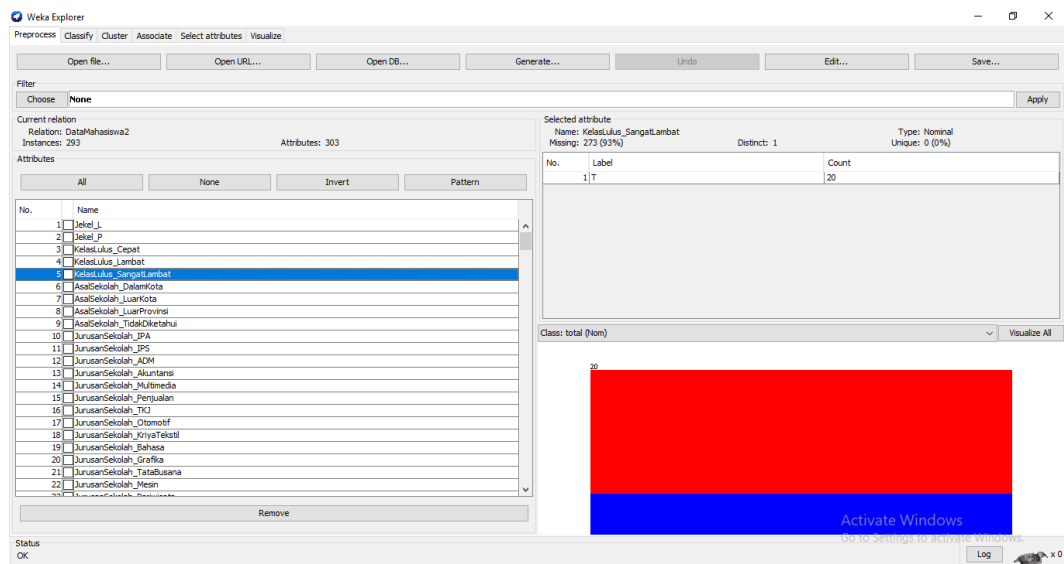 Weka Explorer
Preprocess Classify Cluster Associate Select attributes Visualize
Open file... Open URL... Open DB... Generate... Undo Edit... Save...
Filter
Choose None Apply
Current relation
Relation: DataMahasiswa2
Instances: 293 Attributes: 303
Attributes
All None Invert Pattern
No. Name
1 Jekel_L
2 Jekel_P
3 KelasLulus_Cepat
4 KelasLulus_Lambat
5 KelasLulus_SangatLambat
6 AsalSekolah_DalamKota
7 AsalSekolah_LuarKota
8 AsalSekolah_LuarProvinsi
9 AsalSekolah_TidakDiketahui
10 JurusanSekolah_IPA
11 JurusanSekolah_IPS
12 JurusanSekolah_ADM
13 JurusanSekolah_Akuntansi
14 JurusanSekolah_Multimedia
15 JurusanSekolah_Penjualan
16 JurusanSekolah_TKJ
17 JurusanSekolah_Otomotif
18 JurusanSekolah_KriyaTekstil
19 JurusanSekolah_Bahasa
20 JurusanSekolah_Grafika
21 JurusanSekolah_TataBusana
22 JurusanSekolah_Mesin
Remove
Selected attribute
Name: KelasLulus_SangatLambat Type: Nominal
Missing: 273 (93%) Distinct: 1 Unique: 0 (0%)
No. Label Count
1 T 20
Class: total (Nom) Visualize All
20
Activate Windows
Go to Settings to activate Windows.
Status
OK Log x 0